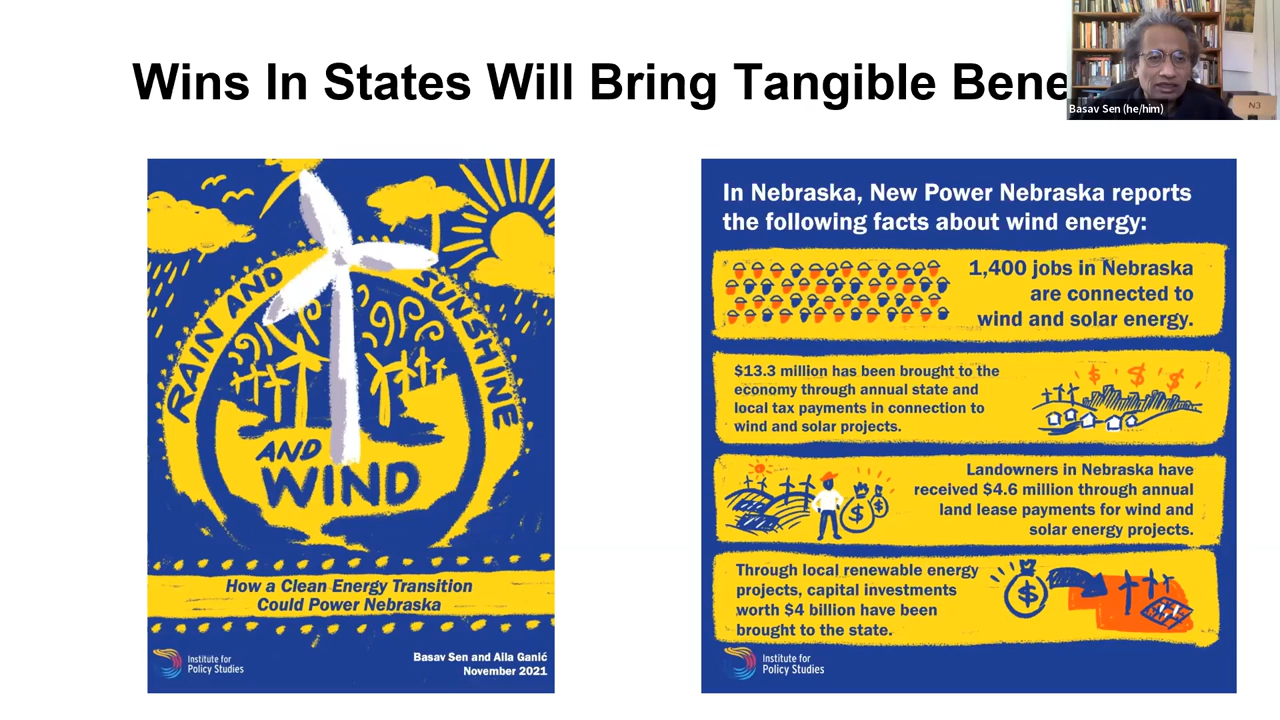 Wins In States Will Bring Tangible Bene
Basav Sen (he/him)
N3
RAIN AND
SUNSHINE
AND
WIND
How a Clean Energy Transition
Could Power Nebraska
Institute for
Policy Studies
Basav Sen and Aila Ganić
November 2021
In Nebraska, New Power Nebraska reports
the following facts about wind energy:
1,400 jobs in Nebraska
are connected to
wind and solar energy.
$13.3 million has been brought to the
economy through annual state and
local tax payments in connection to
wind and solar projects.
$ $ $
Landowners in Nebraska have
received $4.6 million through annual
land lease payments for wind and
solar energy projects.
$ $
Through local renewable energy
projects, capital investments
worth $4 billion have been
brought to the state.
$
Institute for
Policy Studies